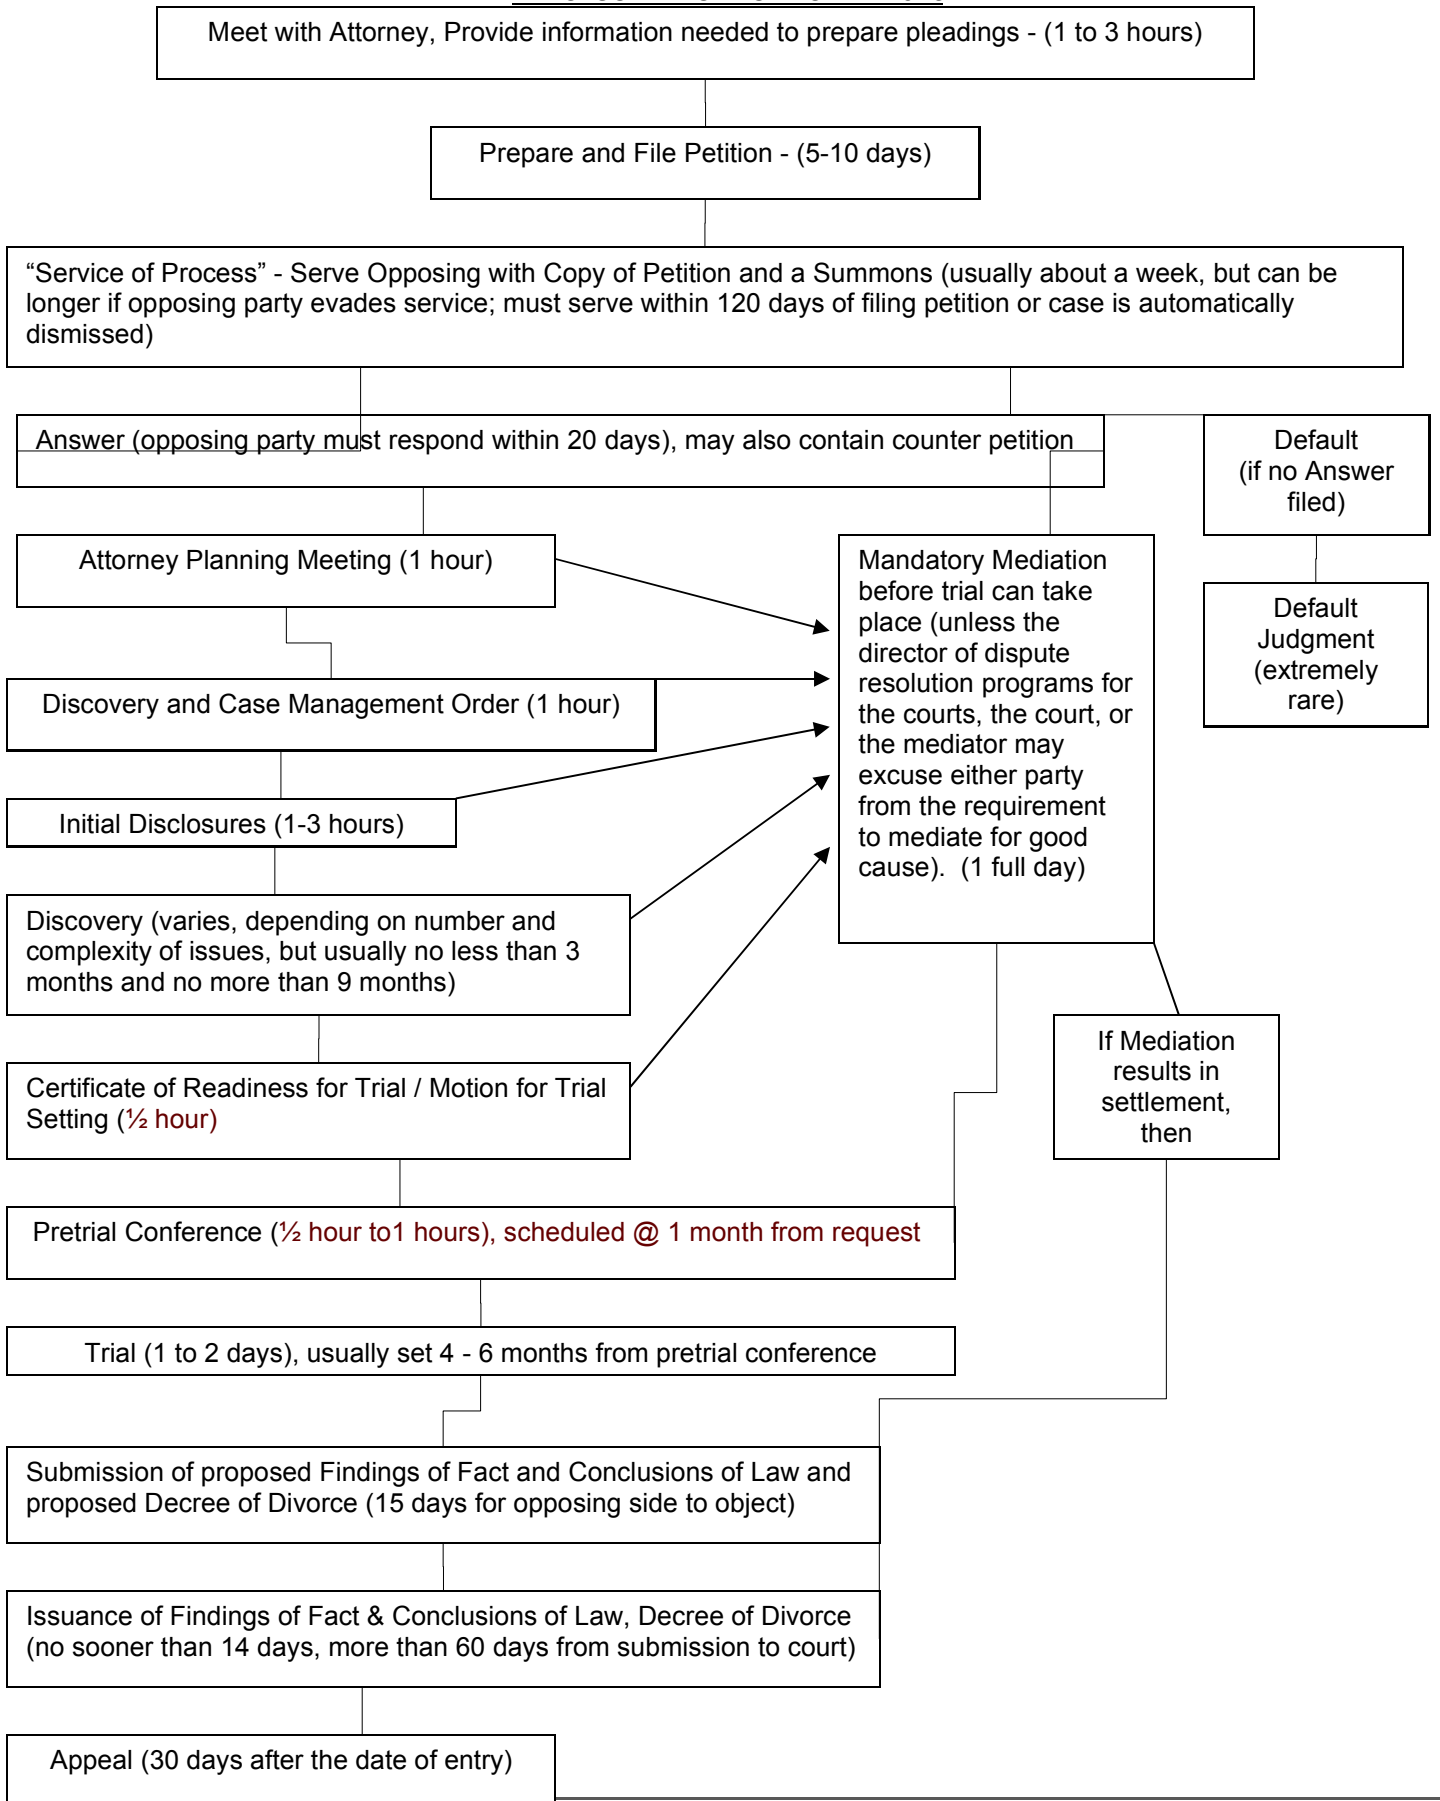 Meet with Attorney, Provide information needed to prepare pleadings - (1 to 3 hours)
Prepare and File Petition - (5-10 days)
“Service of Process” - Serve Opposing with Copy of Petition and a Summons (usually about a week, but can be
longer if opposing party evades service; must serve within 120 days of filing petition or case is automatically
dismissed)
Answer (opposing party must respond within 20 days), may also contain counter petition
Default
(if no Answer
filed)
Attorney Planning Meeting (1 hour)
Mandatory Mediation
before trial can take
place (unless the
director of dispute
resolution programs for
the courts, the court, or
the mediator may
excuse either party
from the requirement
to mediate for good
cause).  (1 full day)
Default
Judgment
(extremely
rare)
Discovery and Case Management Order (1 hour)
Initial Disclosures (1-3 hours)
Discovery (varies, depending on number and
complexity of issues, but usually no less than 3
months and no more than 9 months)
If Mediation
results in
settlement,
then
Certificate of Readiness for Trial / Motion for Trial
Setting (½ hour)
Pretrial Conference (½ hour to1 hours), scheduled @ 1 month from request
Trial (1 to 2 days), usually set 4 - 6 months from pretrial conference
Submission of proposed Findings of Fact and Conclusions of Law and
proposed Decree of Divorce (15 days for opposing side to object)
Issuance of Findings of Fact & Conclusions of Law, Decree of Divorce
(no sooner than 14 days, more than 60 days from submission to court)
Appeal (30 days after the date of entry)